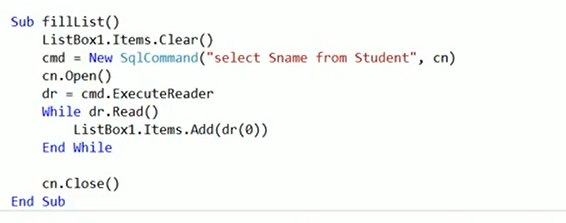 Sub fillList()
ListBox1.Items.Clear()
cmd = New SqlCommand("select Sname from Student", cn)
cn.Open()
dr = cmd.ExecuteReader
While dr.Read()
ListBox1.Items.Add(dr(0))
End While
cn.Close()
End Sub